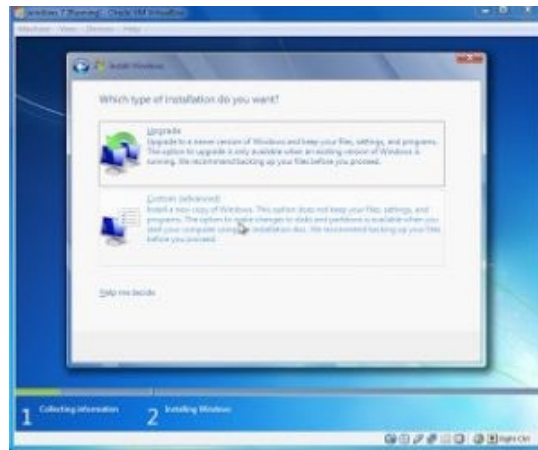 windows 7 [Running] - Oracle VM VirtualBox
Machine View Devices Help
Install Windows
Which type of installation do you want?
Upgrade
Upgrade to a newer version of Windows and keep your files, settings, and programs.
The option to upgrade is only available when an existing version of Windows is
running. We recommend backing up your files before you proceed.
Custom (advanced)
Install a new copy of Windows. This option does not keep your files, settings, and
programs. The option to make changes to disks and partitions is available when you
start your computer using the installation disc. We recommend backing up your files
before you proceed.
Help me decide
1 Collecting information 2 Installing Windows
Right Ctrl